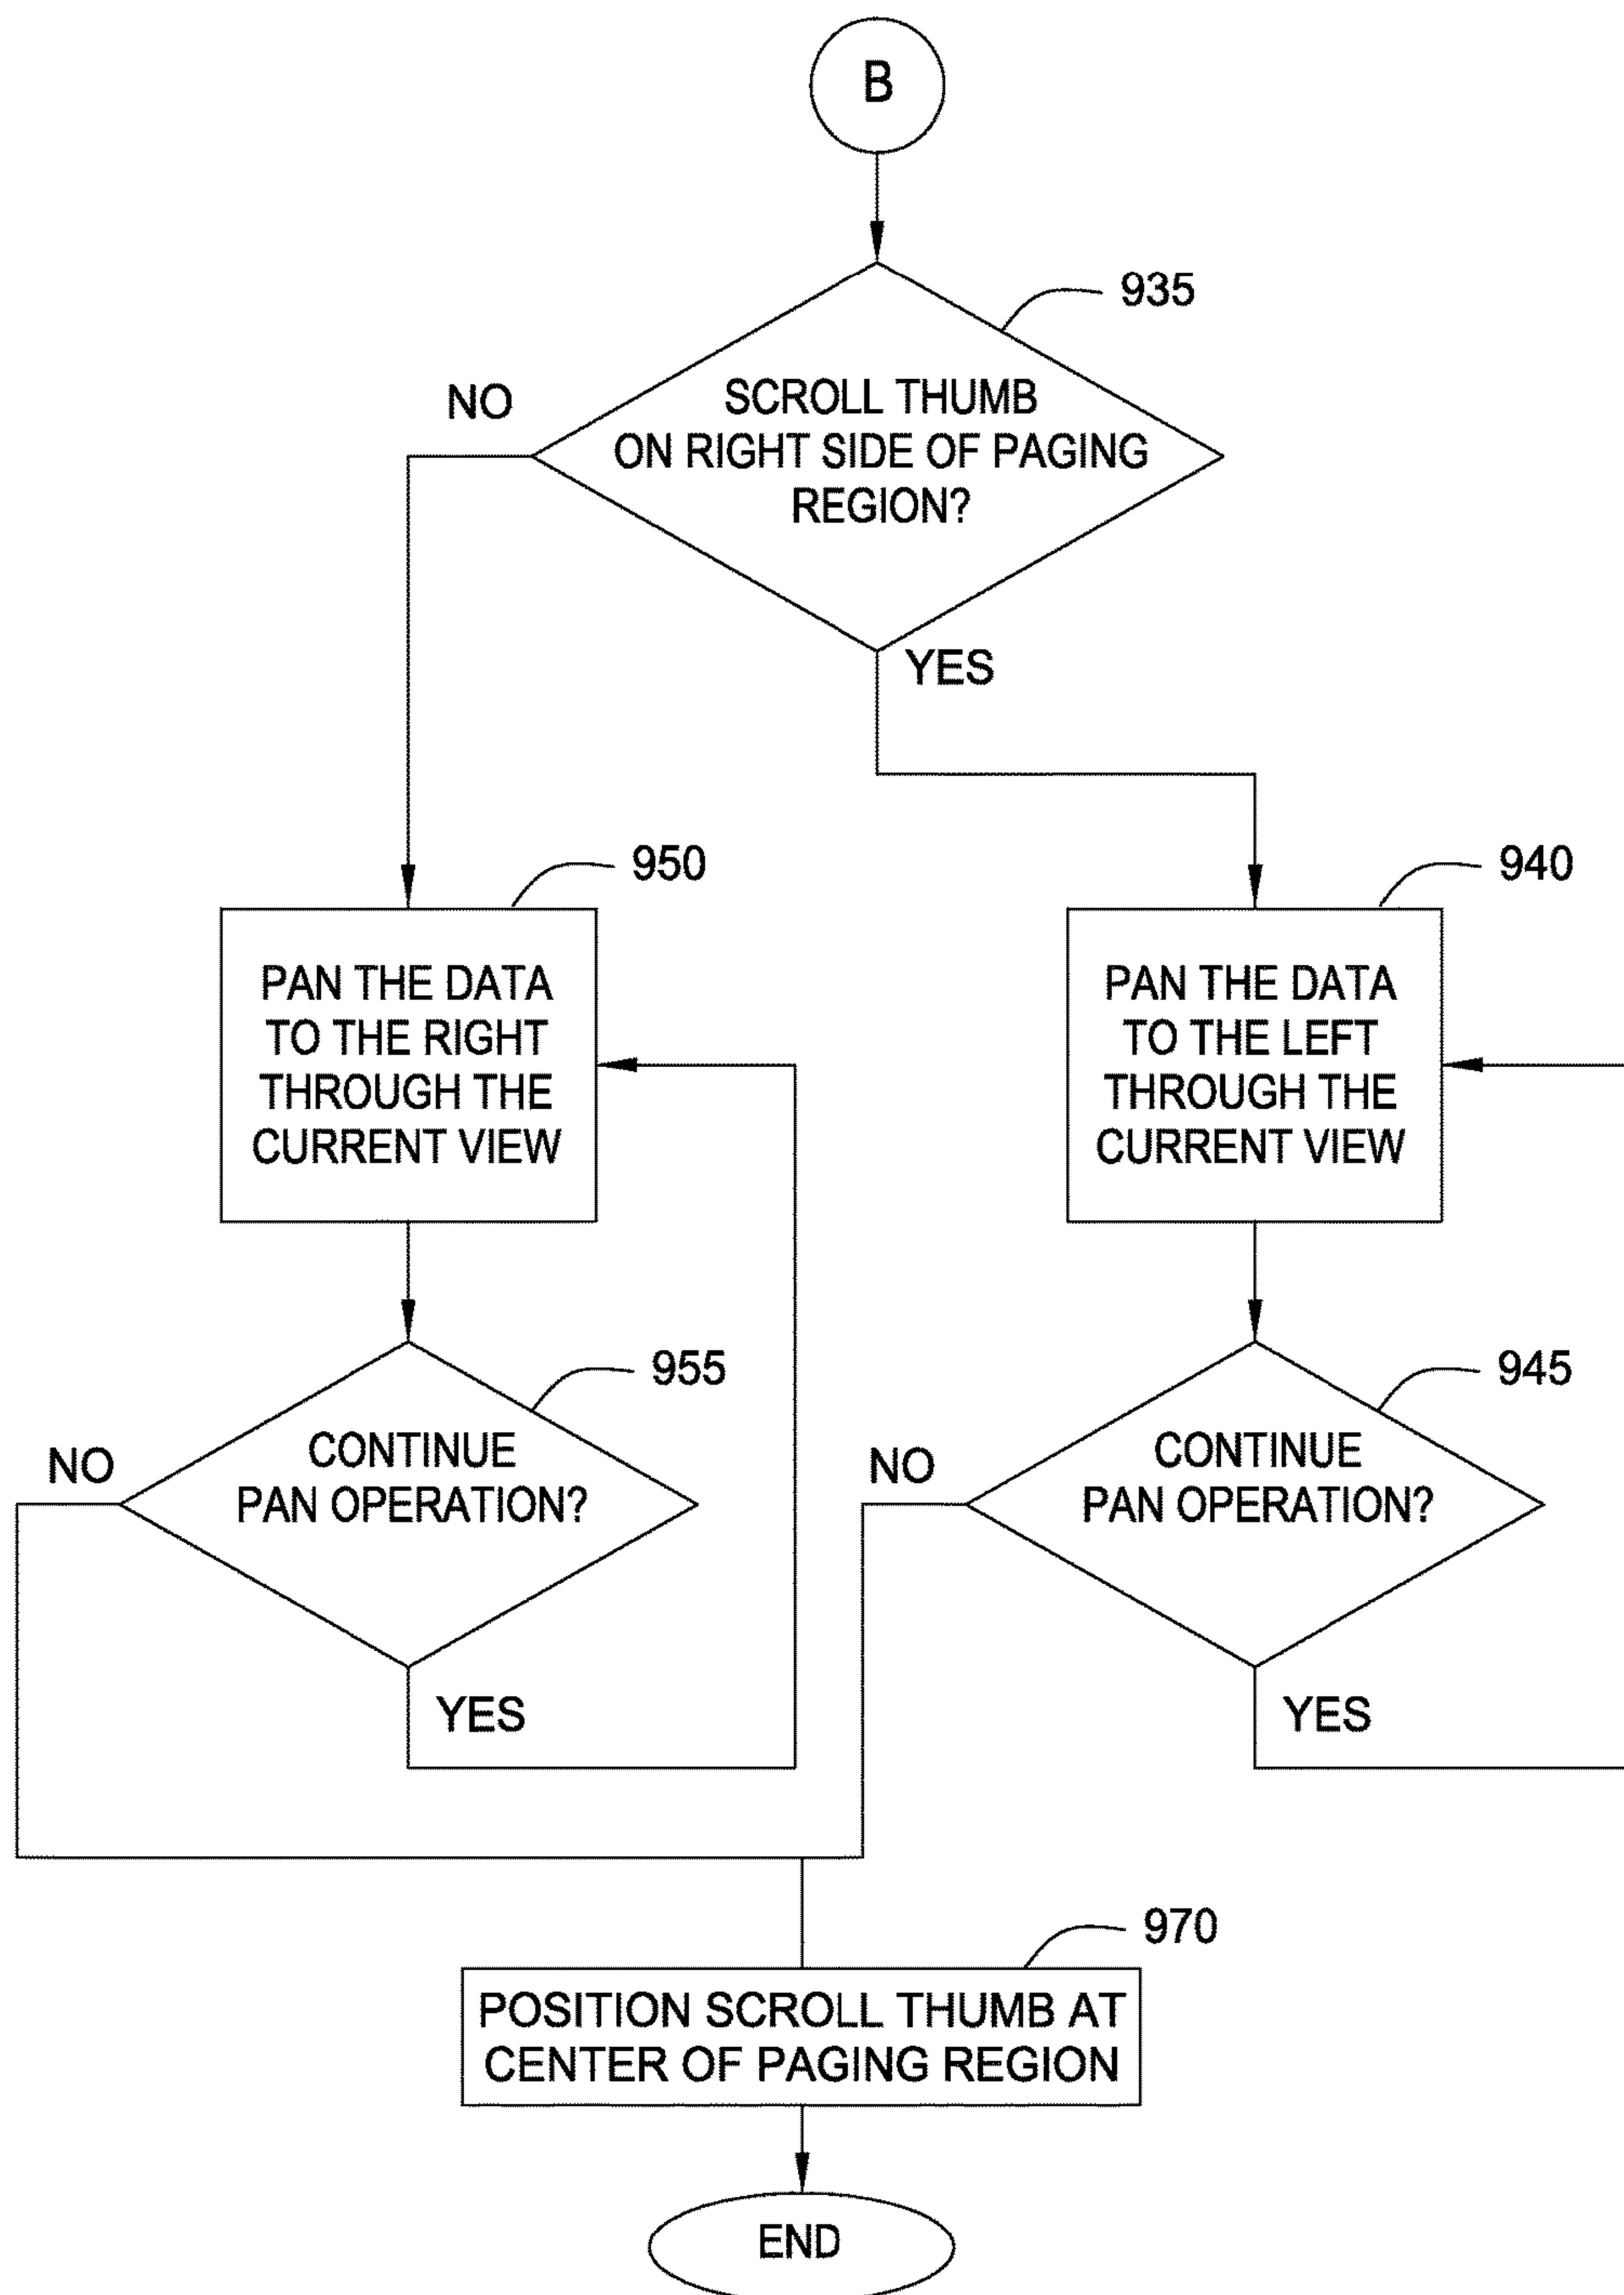 B
935
NO
SCROLL THUMB
ON RIGHT SIDE OF PAGING
REGION?
YES
950
PAN THE DATA
TO THE RIGHT
THROUGH THE
CURRENT VIEW
940
PAN THE DATA
TO THE LEFT
THROUGH THE
CURRENT VIEW
955
NO
CONTINUE
PAN OPERATION?
YES
945
NO
CONTINUE
PAN OPERATION?
YES
970
POSITION SCROLL THUMB AT
CENTER OF PAGING REGION
END